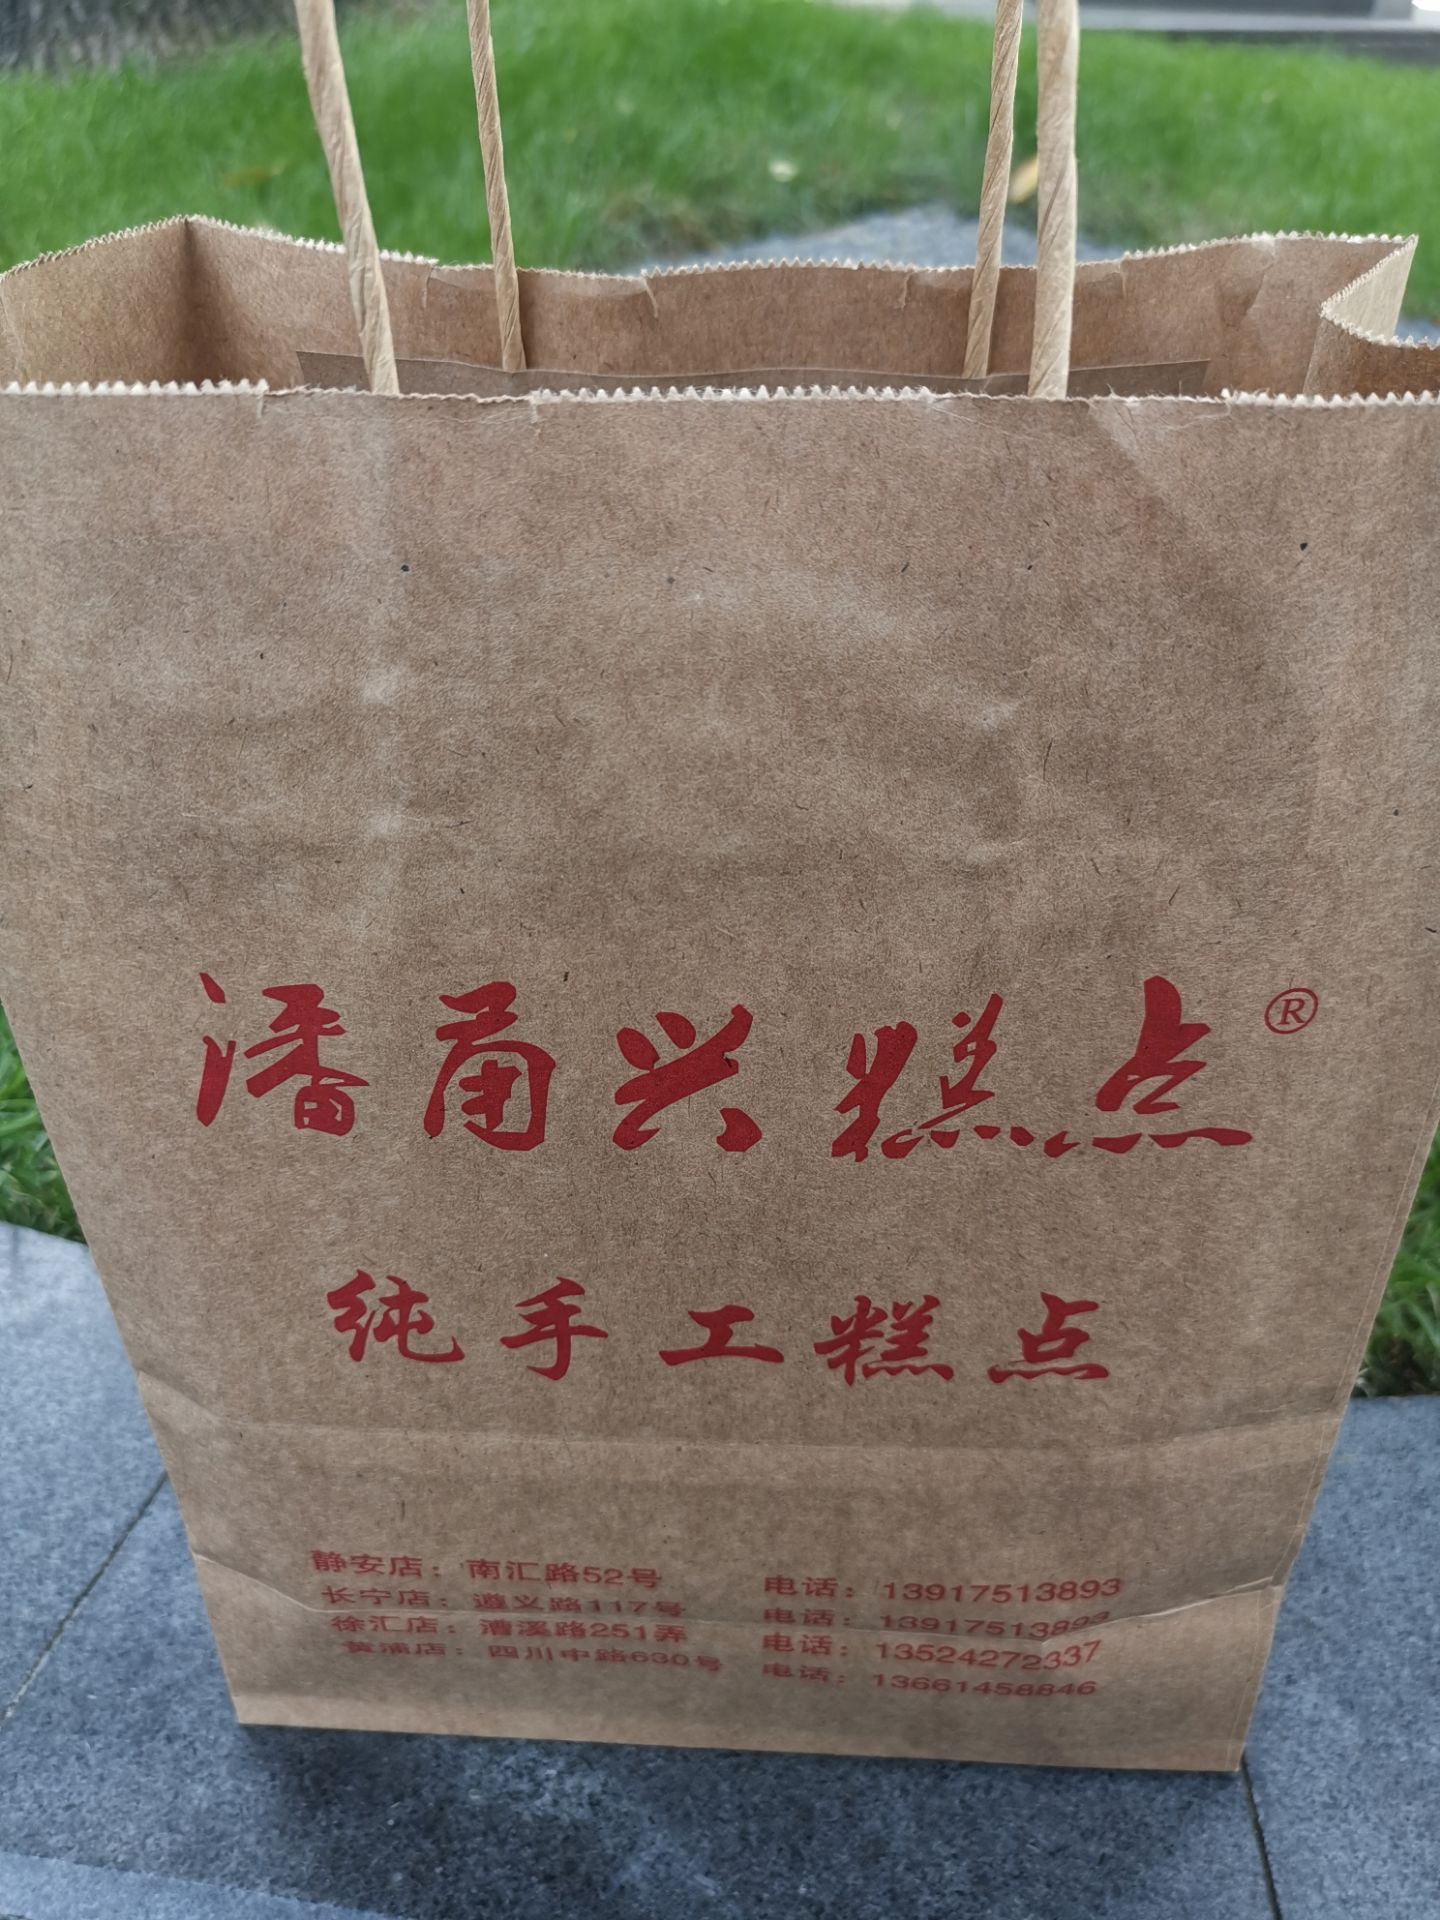 潘甬兴糕点®
纯手工糕点
静安店：南汇路52号 电话：13917513893
长宁店：遵义路117号 电话：13917513893
徐汇店：漕溪路251弄 电话：13524272337
黄浦店：四川中路630号 电话：13661458846